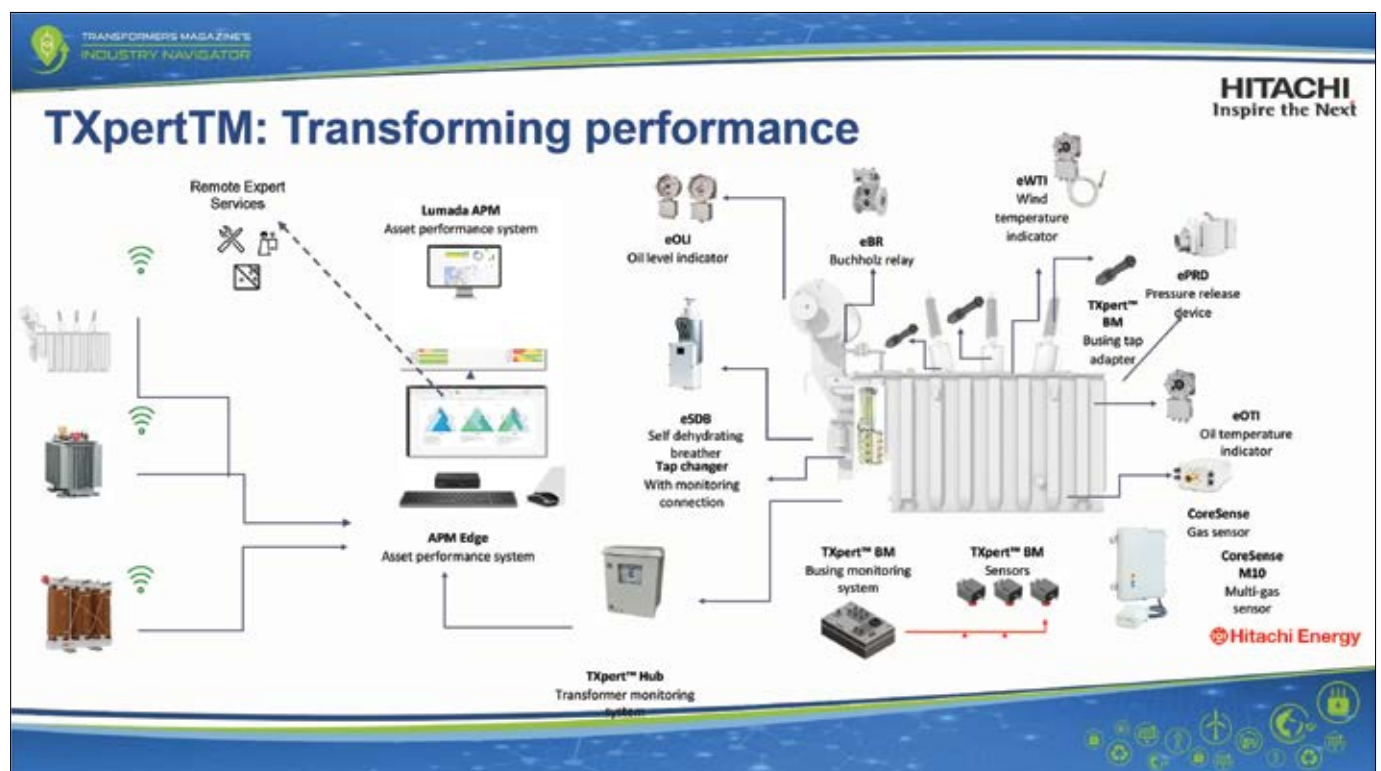 TRANSFORMERS MAGAZINE'S
INDUSTRY NAVIGATOR
HITACHI
Inspire the Next
TXpertTM: Transforming performance
Remote Expert
Services
Lumada APM
Asset performance system
APM Edge
Asset performance system
eOLI
Oil level indicator
eBR
Buchholz relay
eWTI
Wind
temperature
indicator
ePRD
Pressure release
device
TXpert™
BM
Busing tap
adapter
eSDB
Self dehydrating
breather
Tap changer
With monitoring
connection
eOTI
Oil temperature
indicator
CoreSense
Gas sensor
CoreSense
M10
Multi-gas
sensor
TXpert™ BM
Busing monitoring
system
TXpert™ BM
Sensors
TXpert™ Hub
Transformer monitoring
system
Hitachi Energy